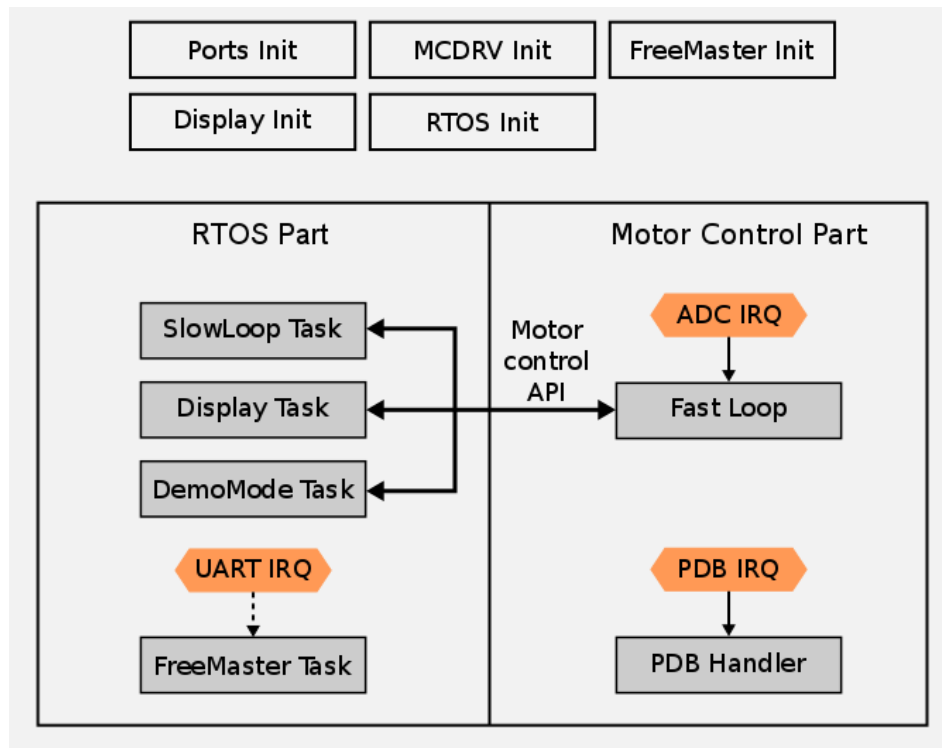 Ports Init
MCDRV Init
FreeMaster Init
Display Init
RTOS Init
RTOS Part
SlowLoop Task
Display Task
DemoMode Task
UART IRQ
FreeMaster Task
Motor
control
API
Motor Control Part
ADC IRQ
Fast Loop
PDB IRQ
PDB Handler